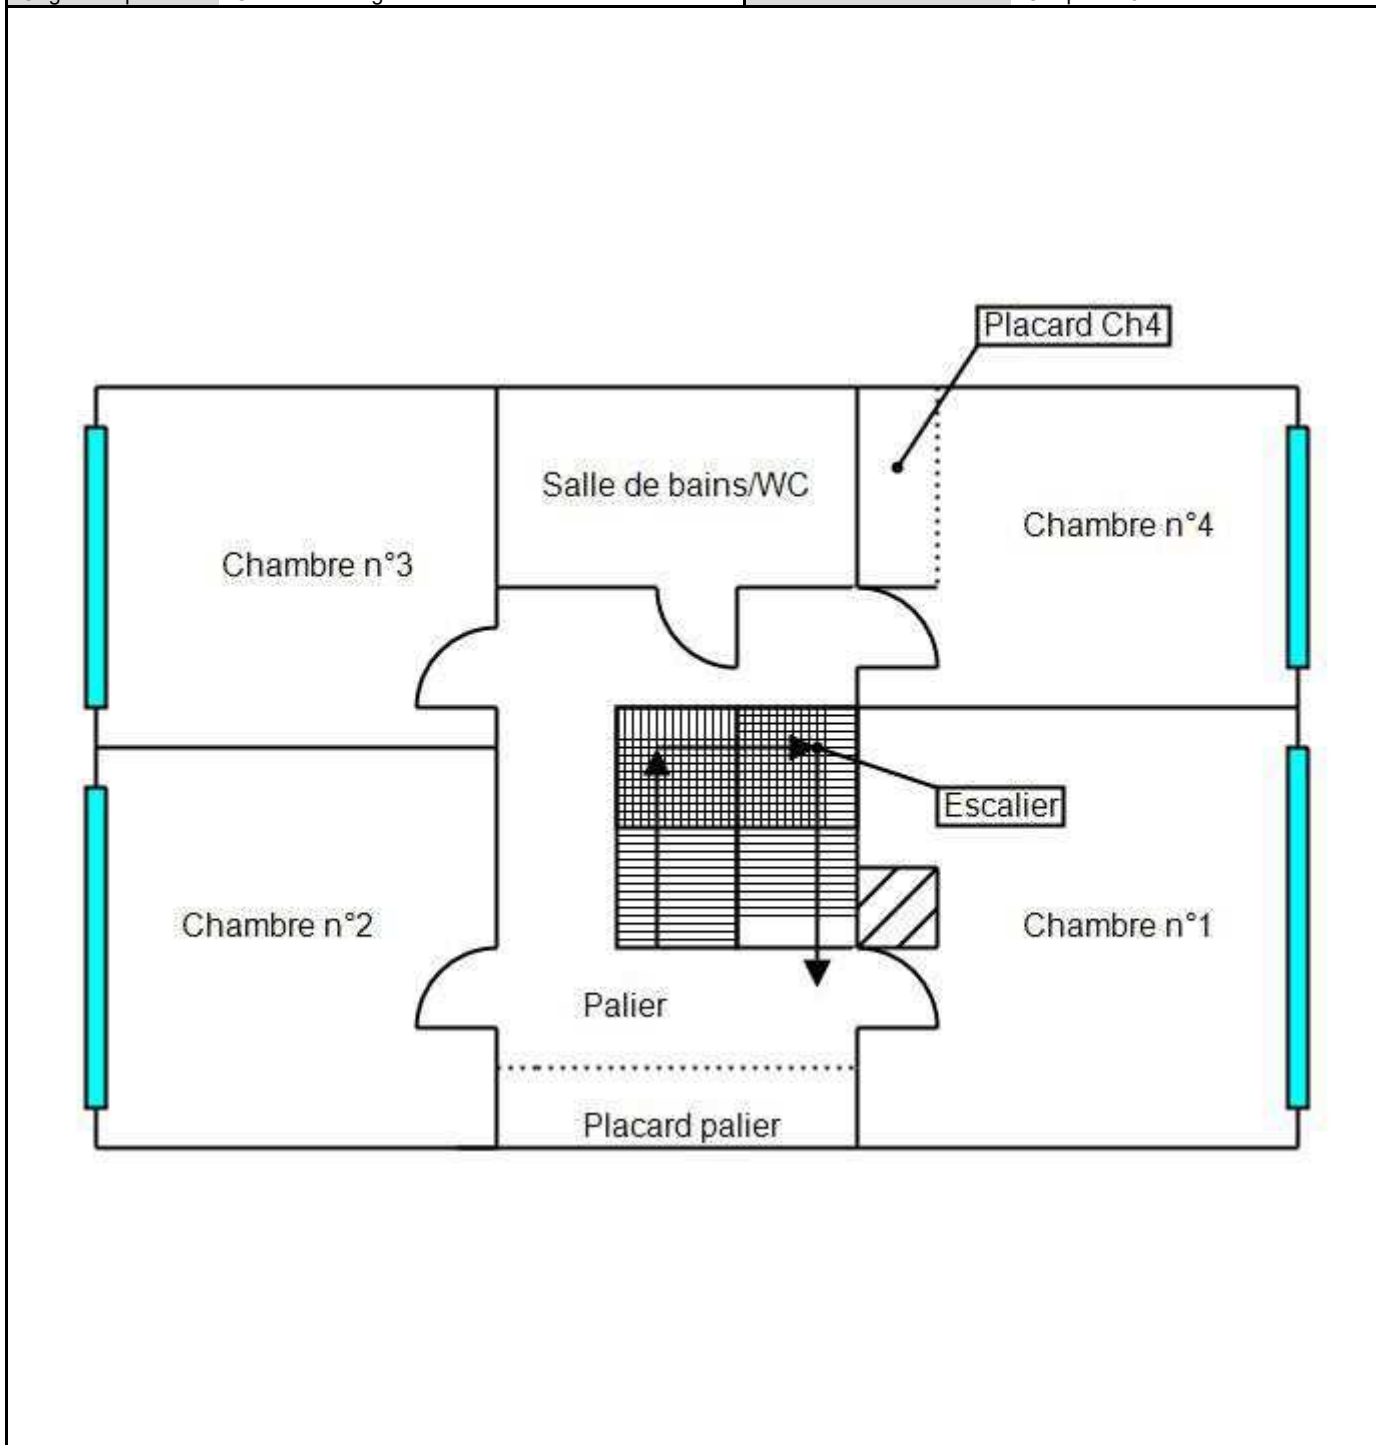 Placard Ch4
Salle de bains/WC
Chambre n°4
Chambre n°3
Escalier
Chambre n°2
Chambre n°1
Palier
Placard palier